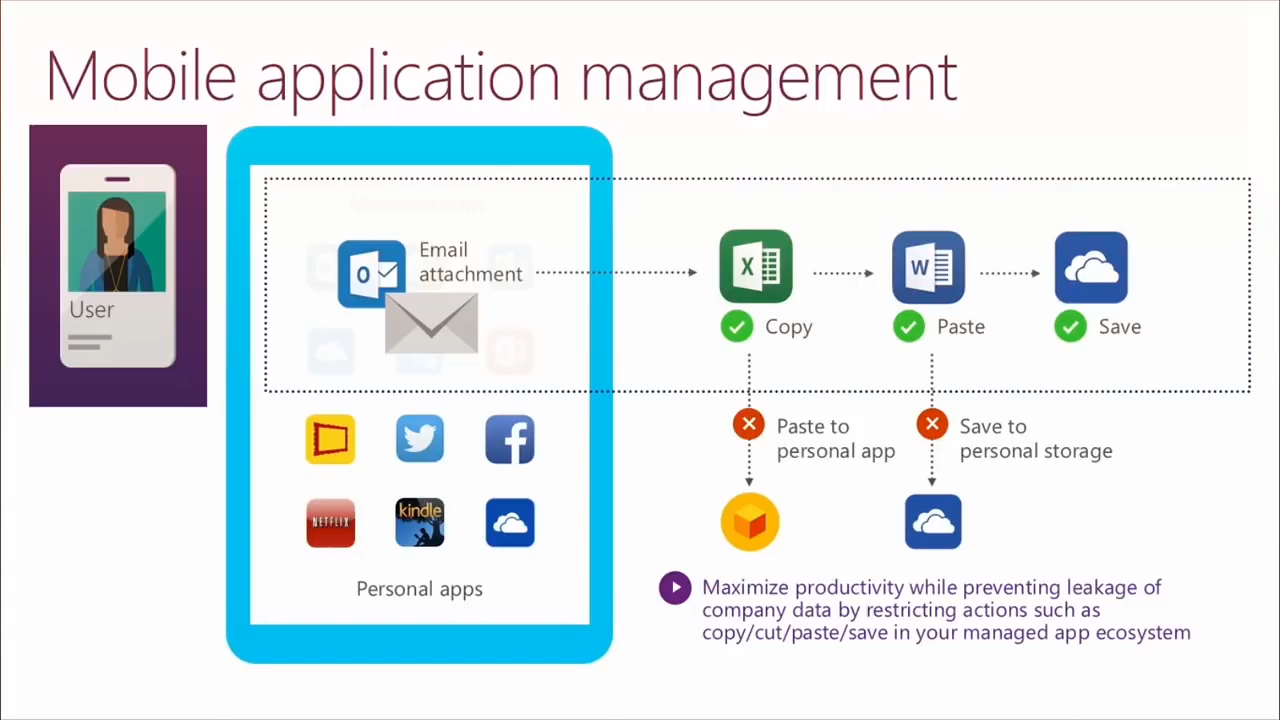 Mobile application management
User
Email
attachment
Copy
Paste
Save
Paste to
personal app
Save to
personal storage
NETFLIX
kindle
Personal apps
Maximize productivity while preventing leakage of
company data by restricting actions such as
copy/cut/paste/save in your managed app ecosystem